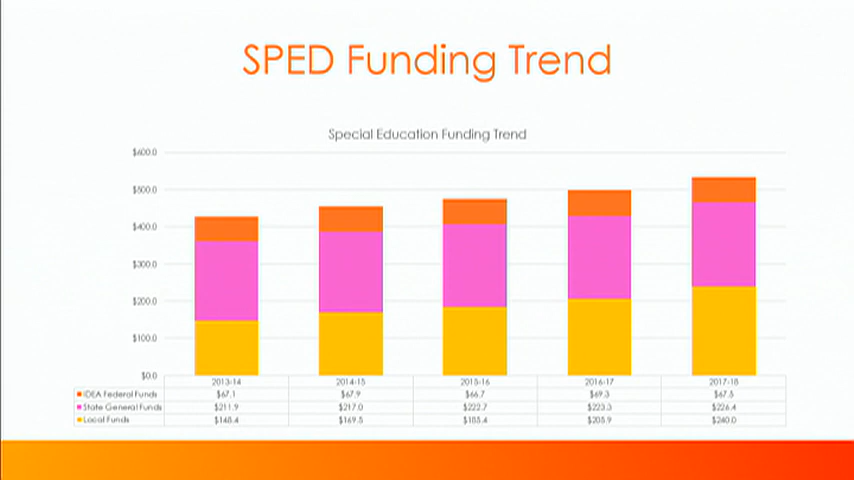 SPED Funding Trend
Special Education Funding Trend
$600.0
$500.0
$400.0
$300.0
$200.0
$100.0
$0.0
2013-14 2014-15 2015-16 2016-17 2017-18
IDEA Federal Funds $67.1 $67.9 $66.7 $69.3 $67.5
State General Funds $211.9 $217.0 $222.7 $223.3 $226.4
Local Funds $148.4 $169.5 $185.4 $205.9 $240.0